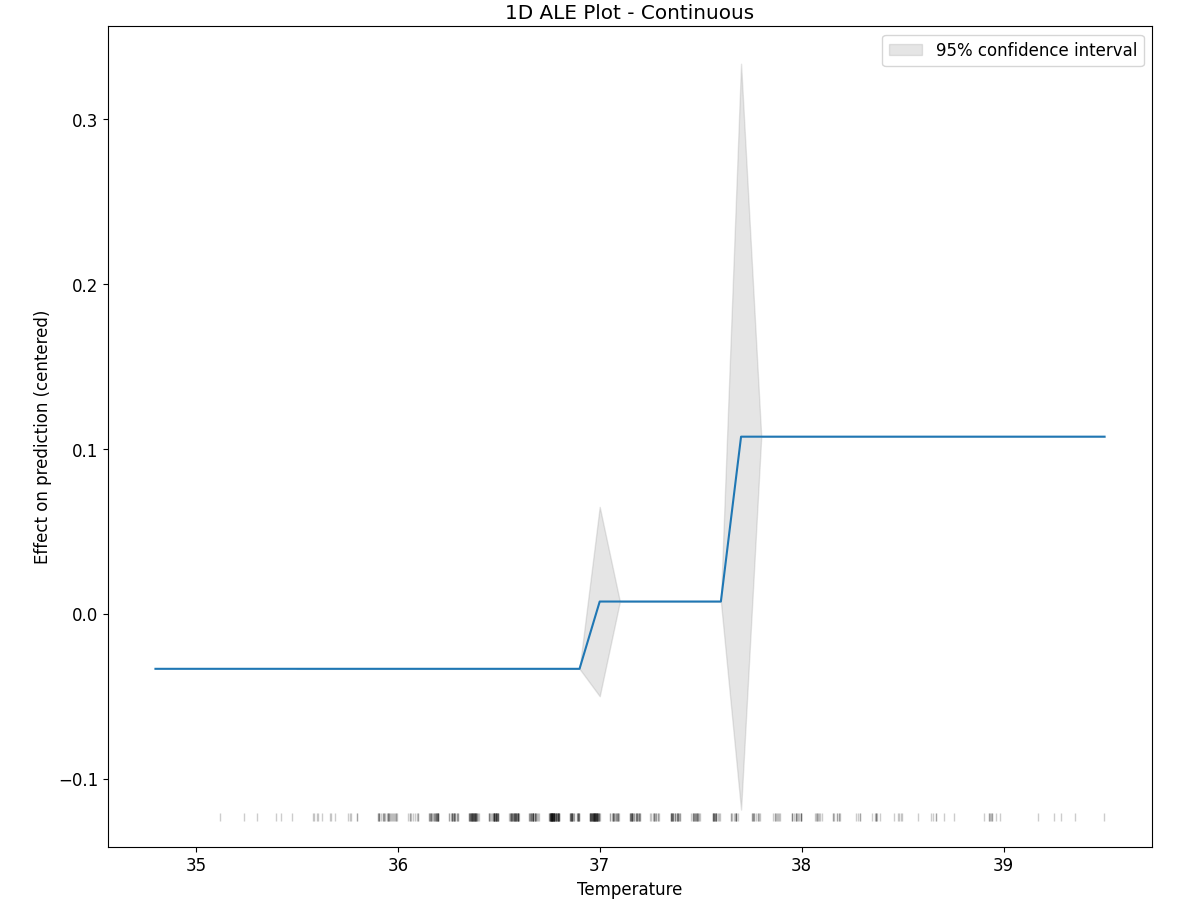 1D ALE Plot - Continuous
95% confidence interval
Effect on prediction (centered)
0.3
0.2
0.1
0.0
−0.1
35 36 37 38 39
Temperature